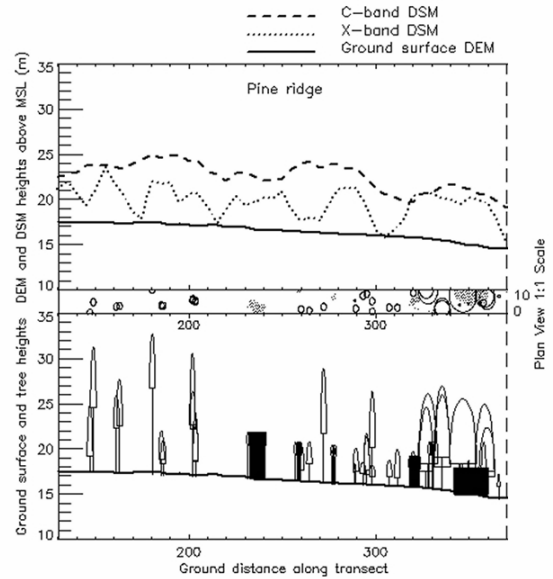 C-band DSM
X-band DSM
Ground surface DEM
DEM and DSM heights above MSL (m)
35
30
25
20
15
10
Pine ridge
200
300
10
0
Plan View 1:1 Scale
Ground surface and tree heights
35
30
25
20
15
10
200
300
Ground distance along transect